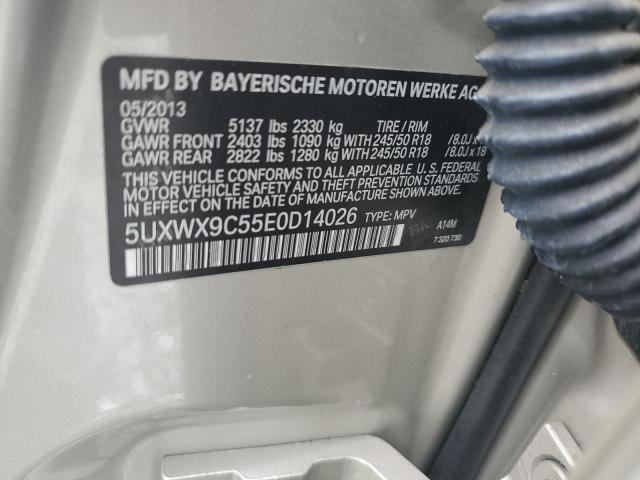 MFD BY BAYERISCHE MOTOREN WERKE AG
05/2013
GVWR 5137 lbs 2330 kg TIRE / RIM
GAWR FRONT 2403 lbs 1090 kg WITH 245/50 R18 /8.0J
GAWR REAR 2822 lbs 1280 kg WITH 245/50 R18 /8.0J x 18
THIS VEHICLE CONFORMS TO ALL APPLICABLE U.S. FEDERAL
MOTOR VEHICLE SAFETY AND THEFT PREVENTION STANDARDS
IN EFFECT ON THE DATE OF MANUFACTURE SHOWN ABOVE.
5UXWX9C55E0D14026 TYPE: MPV A14M
7 320 730